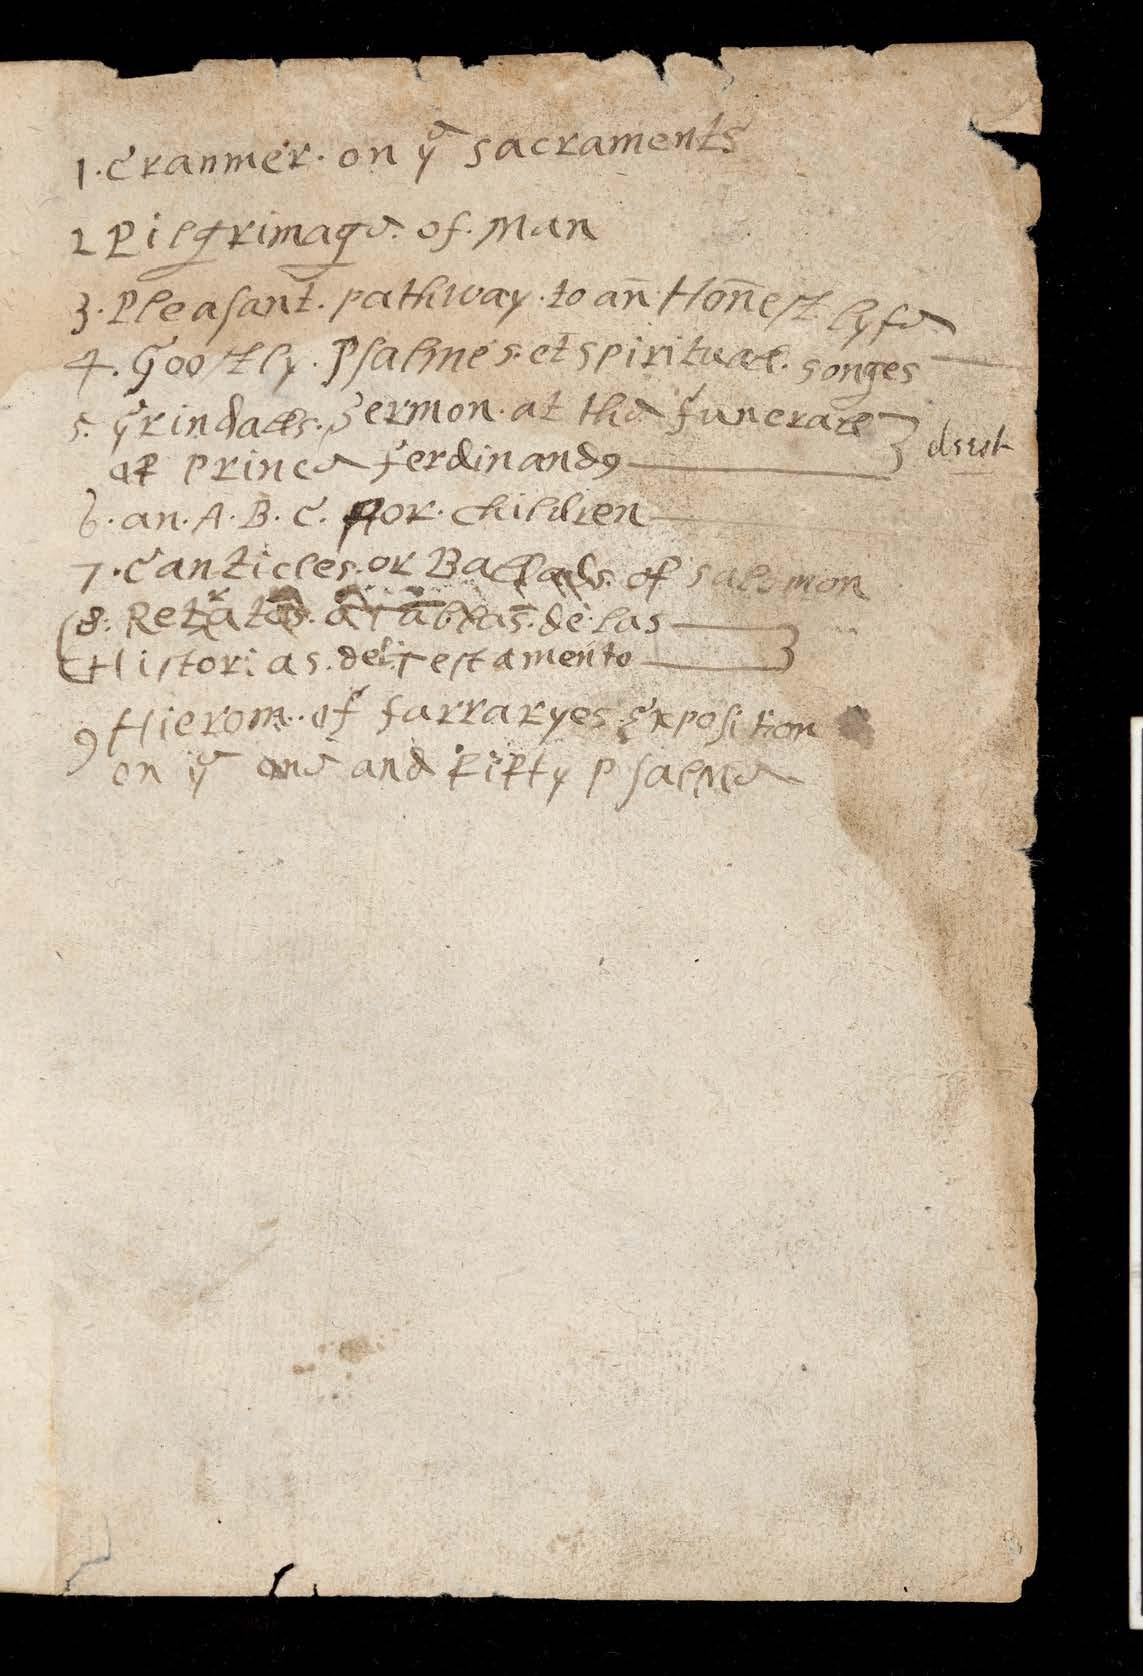 1. Cranmer. on yᵉ sacraments
2 Pilgrimage. of. Man
3. Pleasant. pathway. to an Honest lyfe
4. Goostly. Psalmes. et spirituall. songes
5. Grindalls. Sermon. at the funerall
of Prince Ferdinando
6. an. A. B. C. for. children
7. Canticles. or Ballads. of salomon
8. Retratos. o Tablas. de. las
Historias. del. Testamento
9 Hierom. of farraryes. Exposition
on yᵉ one and fifty psalme